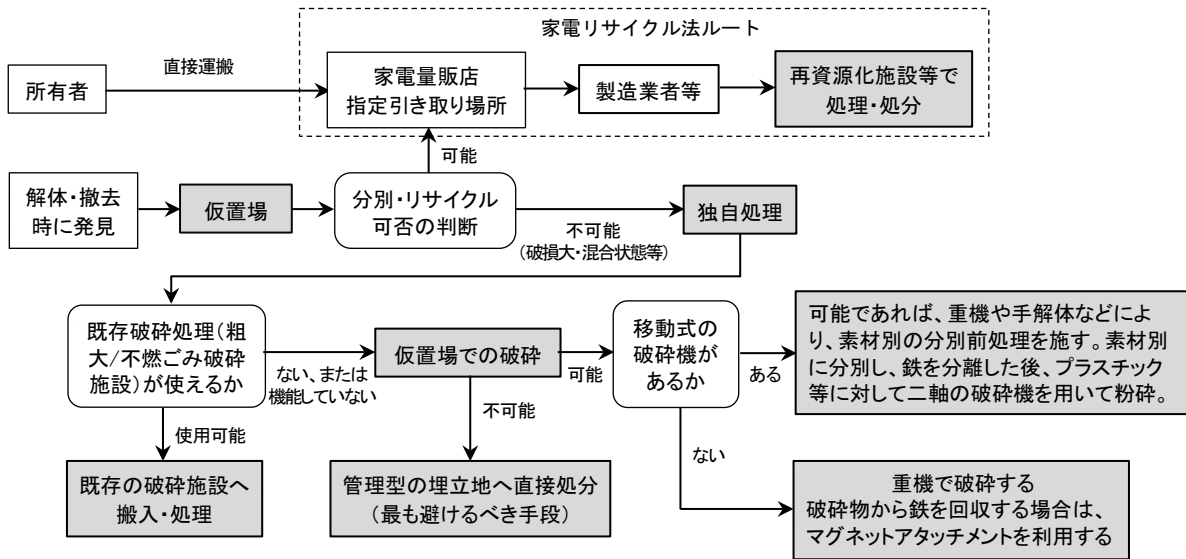 家電リサイクル法ルート
所有者
直接運搬
家電量販店
指定引き取り場所
製造業者等
再資源化施設等で
処理・処分
可能
解体・撤去
時に発見
仮置場
分別・リサイクル
可否の判断
不可能
（破損大・混合状態等）
独自処理
既存破砕処理（粗
大/不燃ごみ破砕
施設）が使えるか
ない、または
機能していない
仮置場での破砕
可能
移動式の
破砕機が
あるか
ある
可能であれば、重機や手解体などによ
り、素材別の分別前処理を施す。素材別
に分別し、鉄を分離した後、プラスチック
等に対して二軸の破砕機を用いて粉砕。
使用可能
不可能
ない
既存の破砕施設へ
搬入・処理
管理型の埋立地へ直接処分
（最も避けるべき手段）
重機で破砕する
破砕物から鉄を回収する場合は、
マグネットアタッチメントを利用する